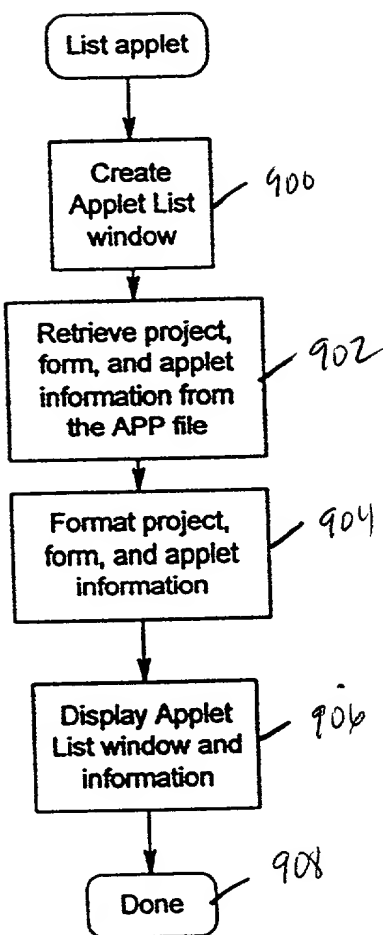 List applet
Create
Applet List
window
900
Retrieve project,
form, and applet
information from
the APP file
902
Format project,
form, and applet
information
904
Display Applet
List window and
information
906
Done
908